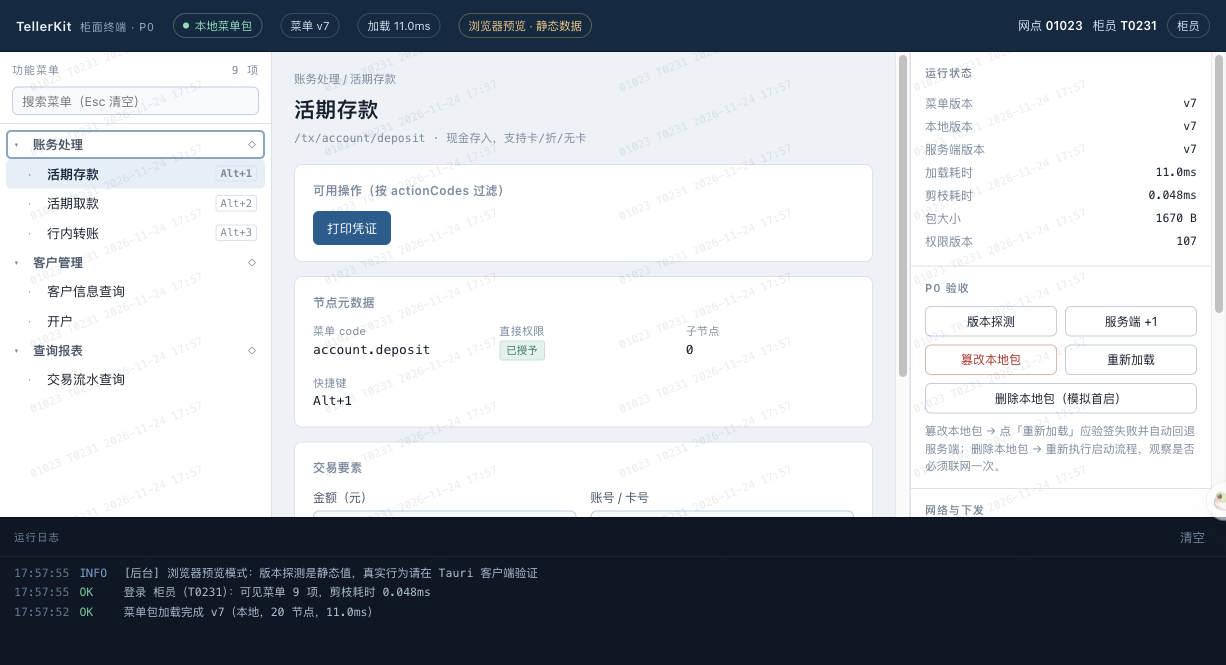 TellerKit 柜面终端 · P0 本地菜单包 菜单 v7 加载 11.0ms 浏览器预览 · 静态数据 网点 01023 柜员 T0231 柜员
功能菜单 9 项
搜索菜单（Esc 清空）
账务处理
活期存款 Alt+1
活期取款 Alt+2
行内转账 Alt+3
客户管理
客户信息查询
开户
查询报表
交易流水查询
账务处理 / 活期存款
活期存款
/tx/account/deposit · 现金存入，支持卡/折/无卡
可用操作（按 actionCodes 过滤）
打印凭证
节点元数据
菜单 code 直接权限 子节点
account.deposit 已授予 0
快捷键
Alt+1
交易要素
金额（元） 账号 / 卡号
运行状态
菜单版本 v7
本地版本 v7
服务端版本 v7
加载耗时 11.0ms
剪枝耗时 0.048ms
包大小 1670 B
权限版本 107
P0 验收
版本探测 服务端 +1
篡改本地包 重新加载
删除本地包（模拟首启）
篡改本地包 → 点「重新加载」应验签失败并自动回退
服务端；删除本地包 → 重新执行启动流程，观察是否
必须联网一次。
网络与下发
01023 T0231 2026-11-24 17:57
运行日志 清空
17:57:55 INFO [后台] 浏览器预览模式：版本探测是静态值，真实行为请在 Tauri 客户端验证
17:57:55 OK 登录 柜员（T0231）：可见菜单 9 项，剪枝耗时 0.048ms
17:57:52 OK 菜单包加载完成 v7（本地，20 节点，11.0ms）